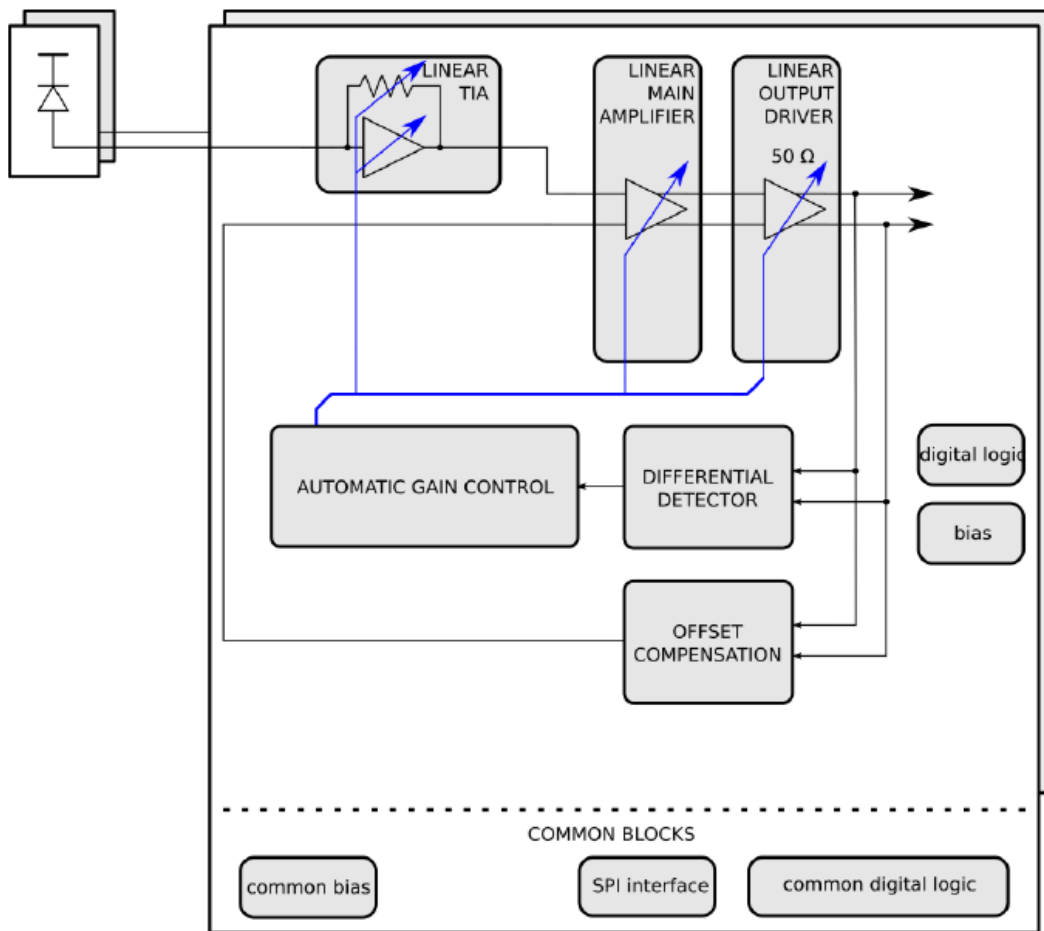 LINEAR
TIA
LINEAR
MAIN
AMPLIFIER
LINEAR
OUTPUT
DRIVER
50 Ω
AUTOMATIC GAIN CONTROL
DIFFERENTIAL
DETECTOR
digital logic
bias
OFFSET
COMPENSATION
COMMON BLOCKS
common bias
SPI interface
common digital logic